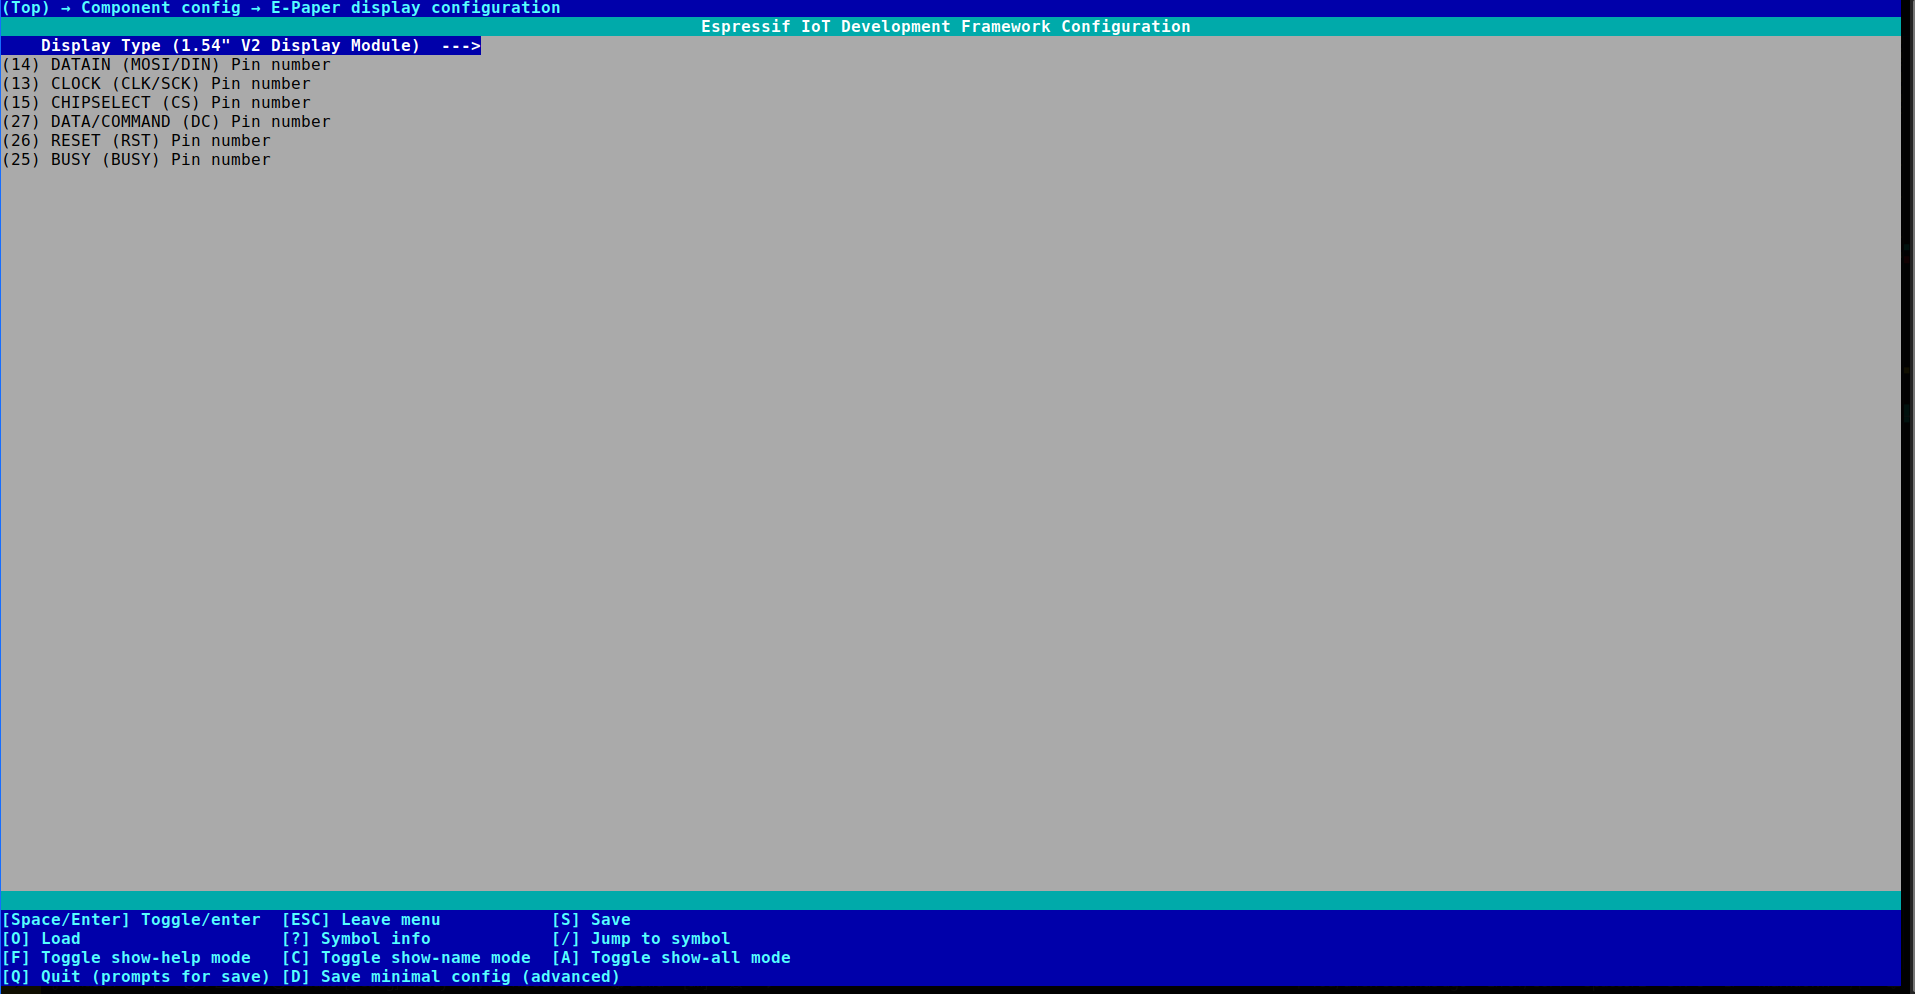 (Top) → Component config → E-Paper display configuration
Espressif IoT Development Framework Configuration
Display Type (1.54" V2 Display Module)  --->
(14) DATAIN (MOSI/DIN) Pin number
(13) CLOCK (CLK/SCK) Pin number
(15) CHIPSELECT (CS) Pin number
(27) DATA/COMMAND (DC) Pin number
(26) RESET (RST) Pin number
(25) BUSY (BUSY) Pin number
[Space/Enter] Toggle/enter  [ESC] Leave menu           [S] Save
[O] Load                    [?] Symbol info            [/] Jump to symbol
[F] Toggle show-help mode   [C] Toggle show-name mode  [A] Toggle show-all mode
[Q] Quit (prompts for save) [D] Save minimal config (advanced)